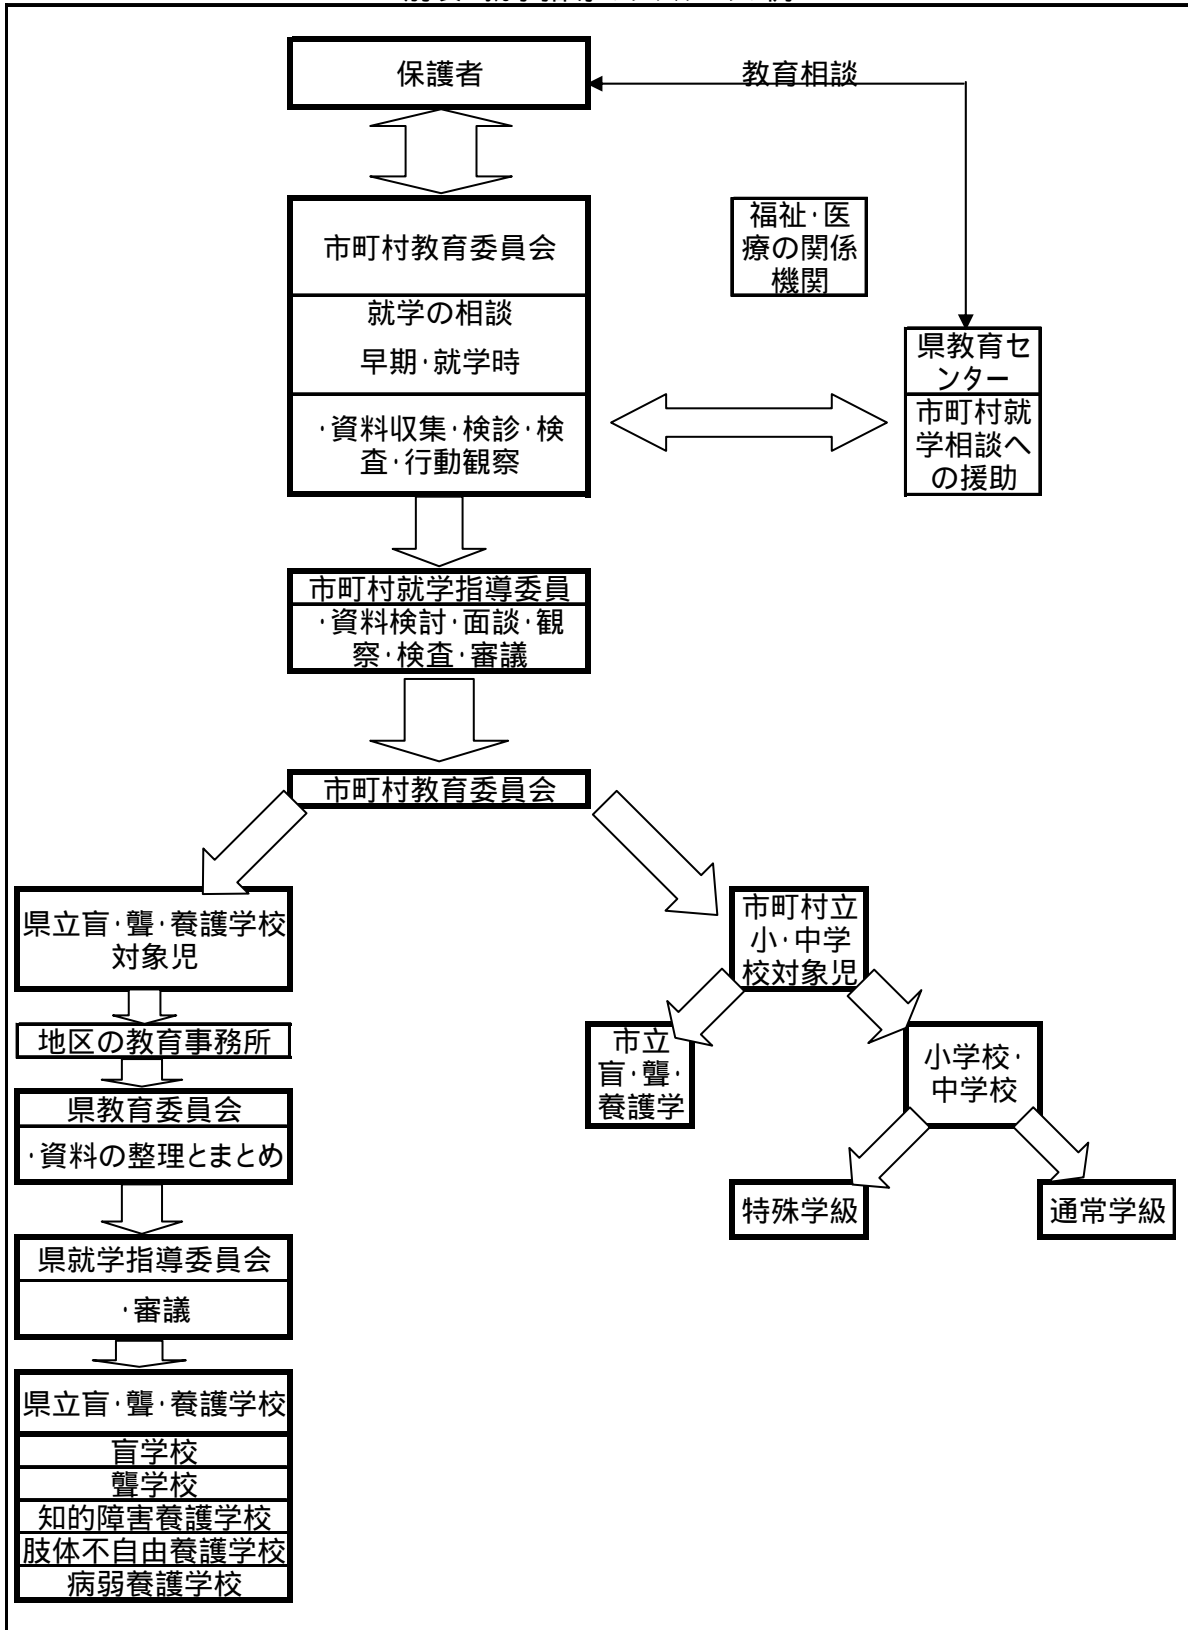 保護者
教育相談
市町村教育委員会
福祉・医
療の関係
機関
就学の相談
早期・就学時
県教育セ
ンター
・資料収集・検診・検
査・行動観察
市町村就
学相談へ
の援助
市町村就学指導委員
・資料検討・面談・観
察・検査・審議
市町村教育委員会
県立盲・聾・養護学校
対象児
市町村立
小・中学
校対象児
地区の教育事務所
市立
盲・聾・
養護学
小学校・
中学校
県教育委員会
・資料の整理とまとめ
特殊学級
通常学級
県就学指導委員会
・審議
県立盲・聾・養護学校
盲学校
聾学校
知的障害養護学校
肢体不自由養護学校
病弱養護学校